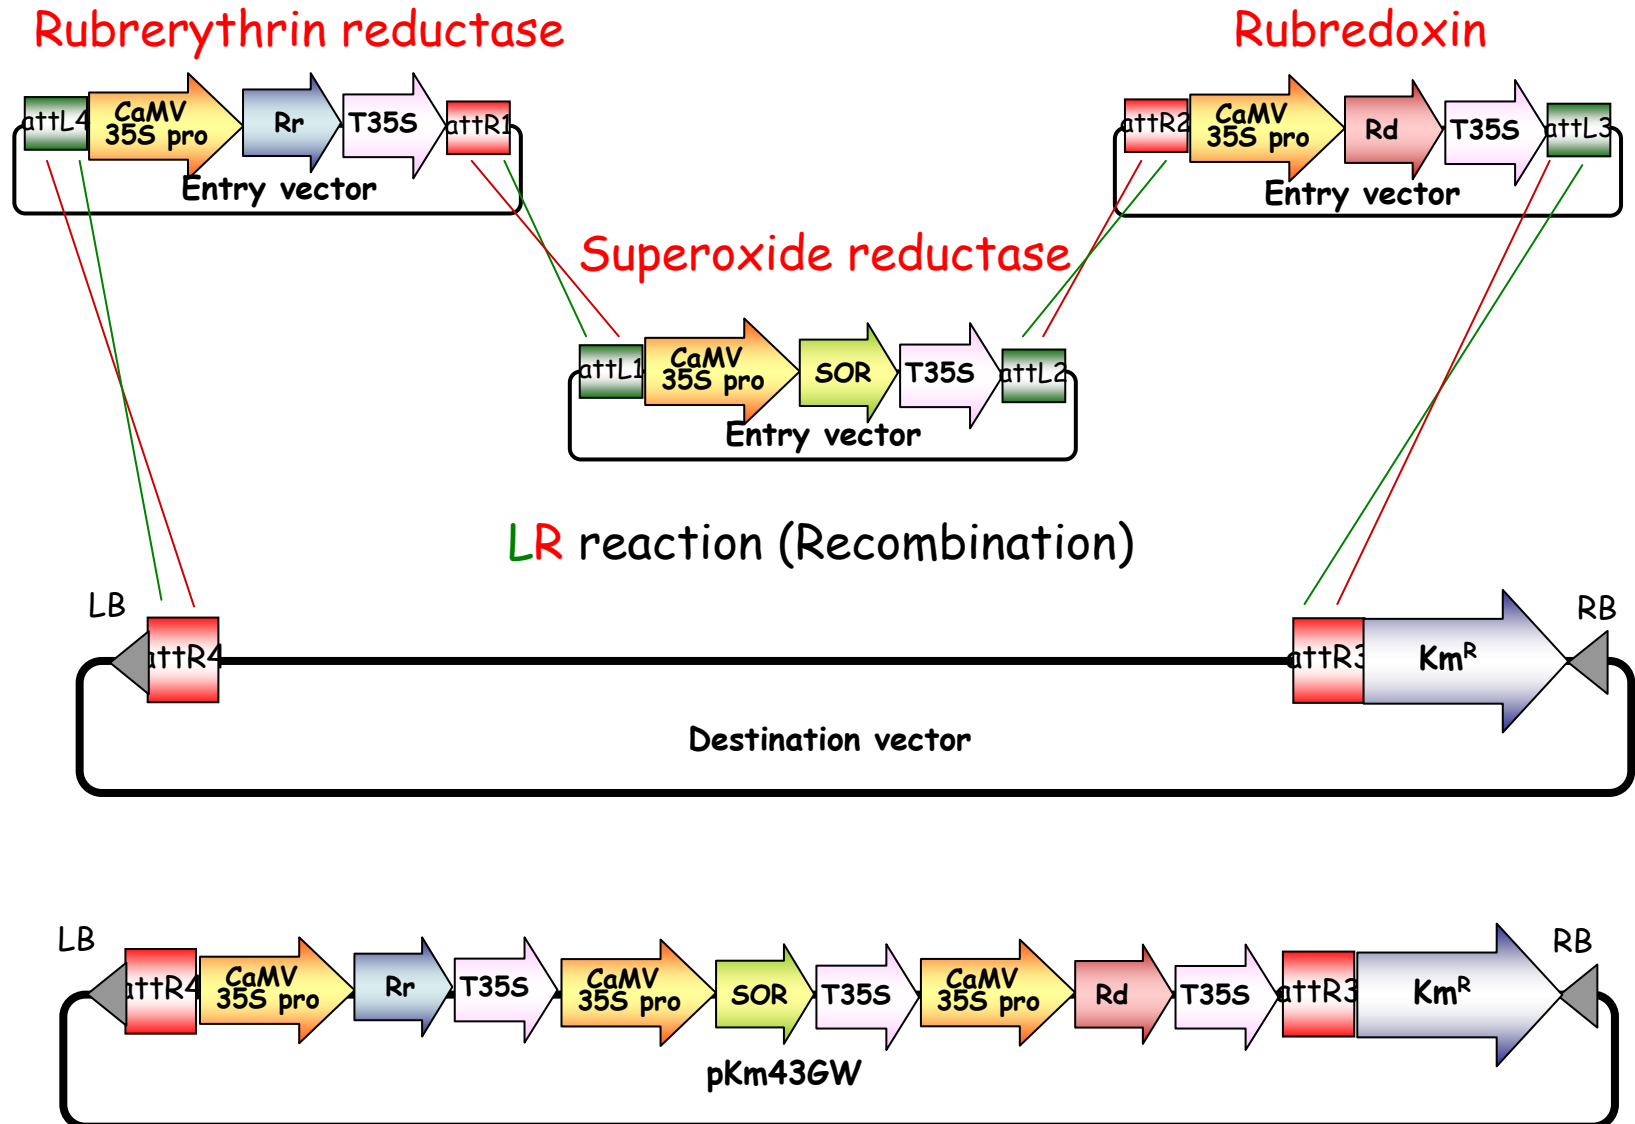 Rubrerythrin reductase
Rubredoxin
attL4
CaMV
35S pro
Rr
T35S
attR1
Entry vector
attR2
CaMV
35S pro
Rd
T35S
attL3
Entry vector
Superoxide reductase
attL1
CaMV
35S pro
SOR
T35S
attL2
Entry vector
LR reaction (Recombination)
LB
attR4
attR3
KmR
RB
Destination vector
LB
attR4
CaMV
35S pro
Rr
T35S
CaMV
35S pro
SOR
T35S
CaMV
35S pro
Rd
T35S
attR3
KmR
RB
pKm43GW